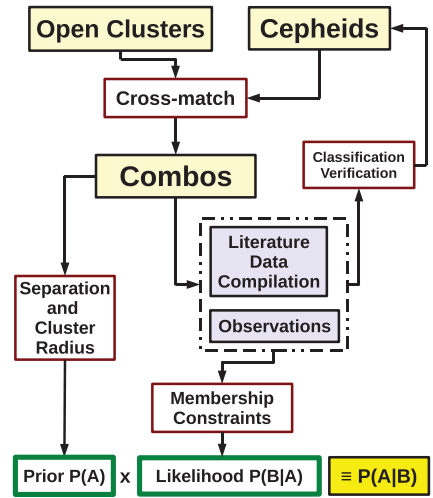 Open Clusters
Cepheids
Cross-match
Classification
Verification
Combos
Literature
Data
Compilation
Observations
Separation
and
Cluster
Radius
Membership
Constraints
Prior P(A) x Likelihood P(B|A) ≡ P(A|B)